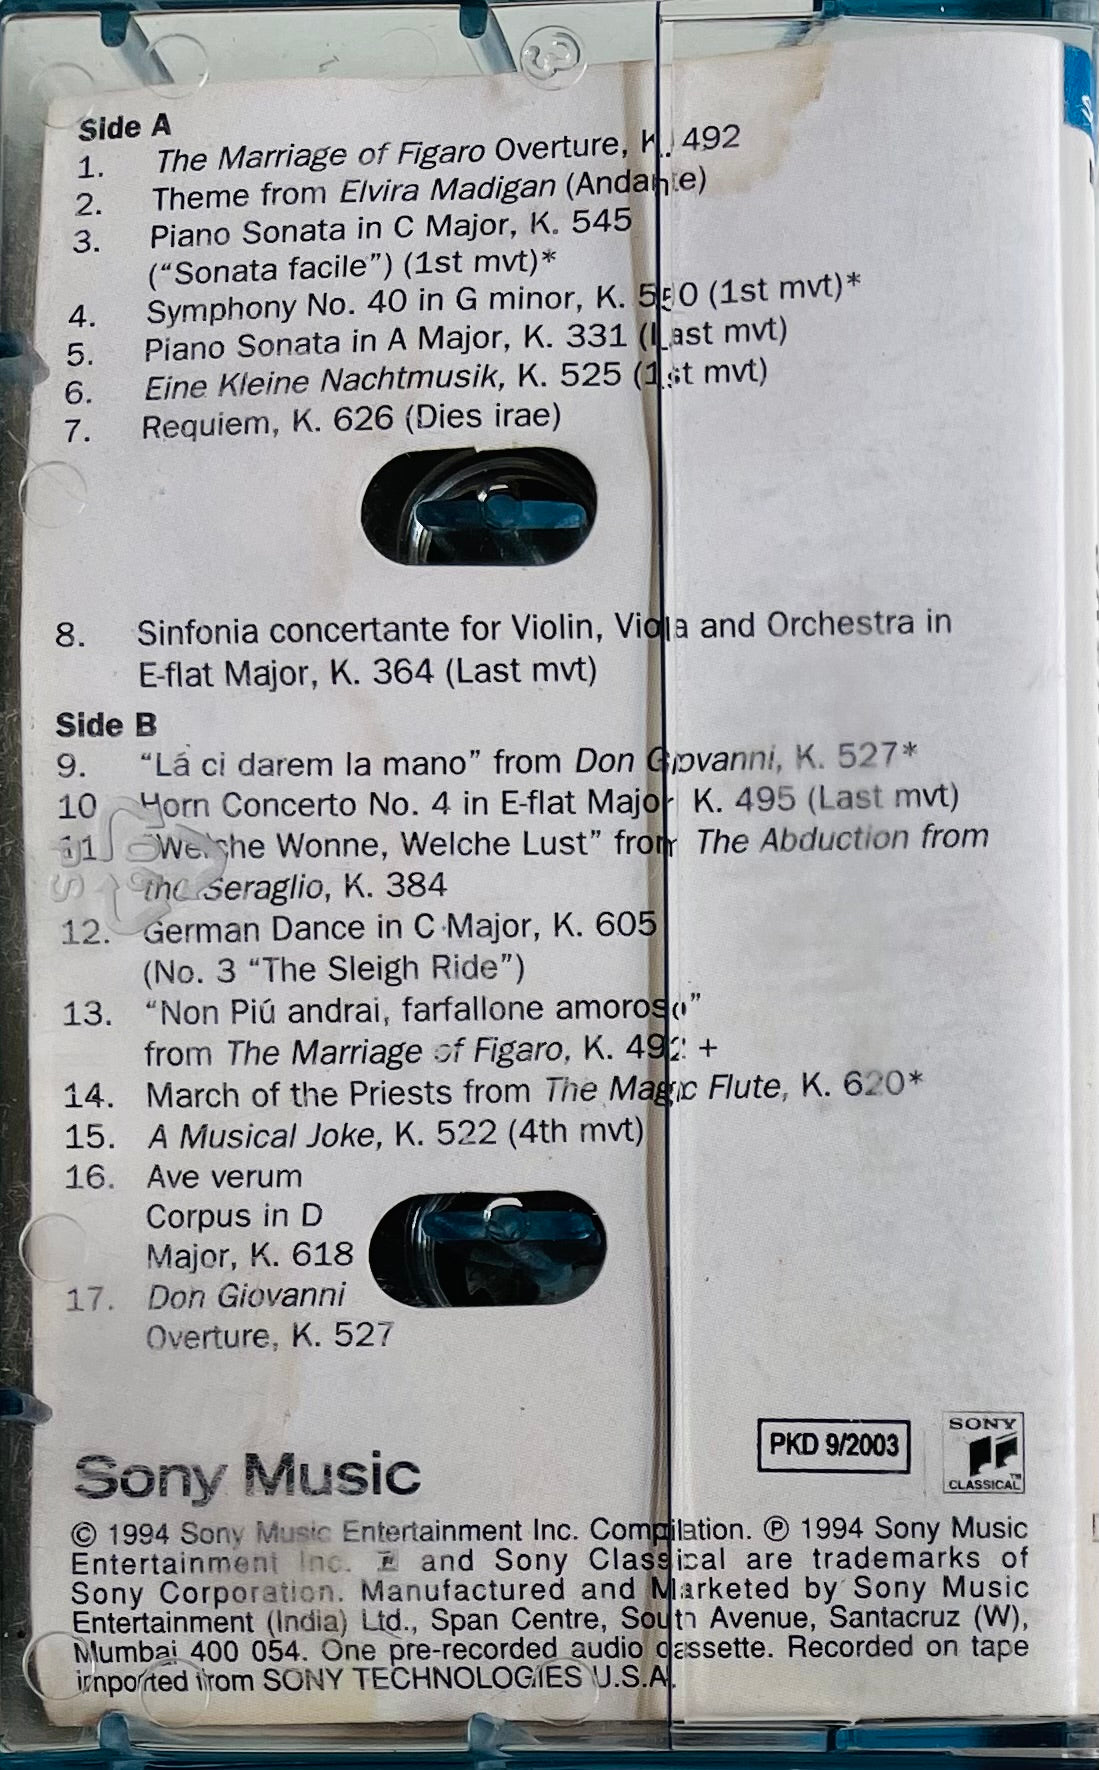 Side A
1. The Marriage of Figaro Overture, K. 492
2. Theme from Elvira Madigan (Andante)
3. Piano Sonata in C Major, K. 545
("Sonata facile") (1st mvt)*
4. Symphony No. 40 in G minor, K. 550 (1st mvt)*
5. Piano Sonata in A Major, K. 331 (Last mvt)
6. Eine Kleine Nachtmusik, K. 525 (1st mvt)
7. Requiem, K. 626 (Dies irae)
8. Sinfonia concertante for Violin, Viola and Orchestra in
E-flat Major, K. 364 (Last mvt)
Side B
9. "Lá ci darem la mano" from Don Giovanni, K. 527*
10 Horn Concerto No. 4 in E-flat Major K. 495 (Last mvt)
11 "Welche Wonne, Welche Lust" from The Abduction from
the Seraglio, K. 384
12. German Dance in C Major, K. 605
(No. 3 "The Sleigh Ride")
13. "Non Piú andrai, farfallone amoroso"
from The Marriage of Figaro, K. 492 +
14. March of the Priests from The Magic Flute, K. 620*
15. A Musical Joke, K. 522 (4th mvt)
16. Ave verum
Corpus in D
Major, K. 618
17. Don Giovanni
Overture, K. 527
PKD 9/2003
SONY
CLASSICAL™
Sony Music
© 1994 Sony Music Entertainment Inc. Compilation. ℗ 1994 Sony Music
Entertainment Inc. and Sony Classical are trademarks of
Sony Corporation. Manufactured and Marketed by Sony Music
Entertainment (India) Ltd., Span Centre, South Avenue, Santacruz (W),
Mumbai 400 054. One pre-recorded audio cassette. Recorded on tape
imported from SONY TECHNOLOGIES U.S.A.